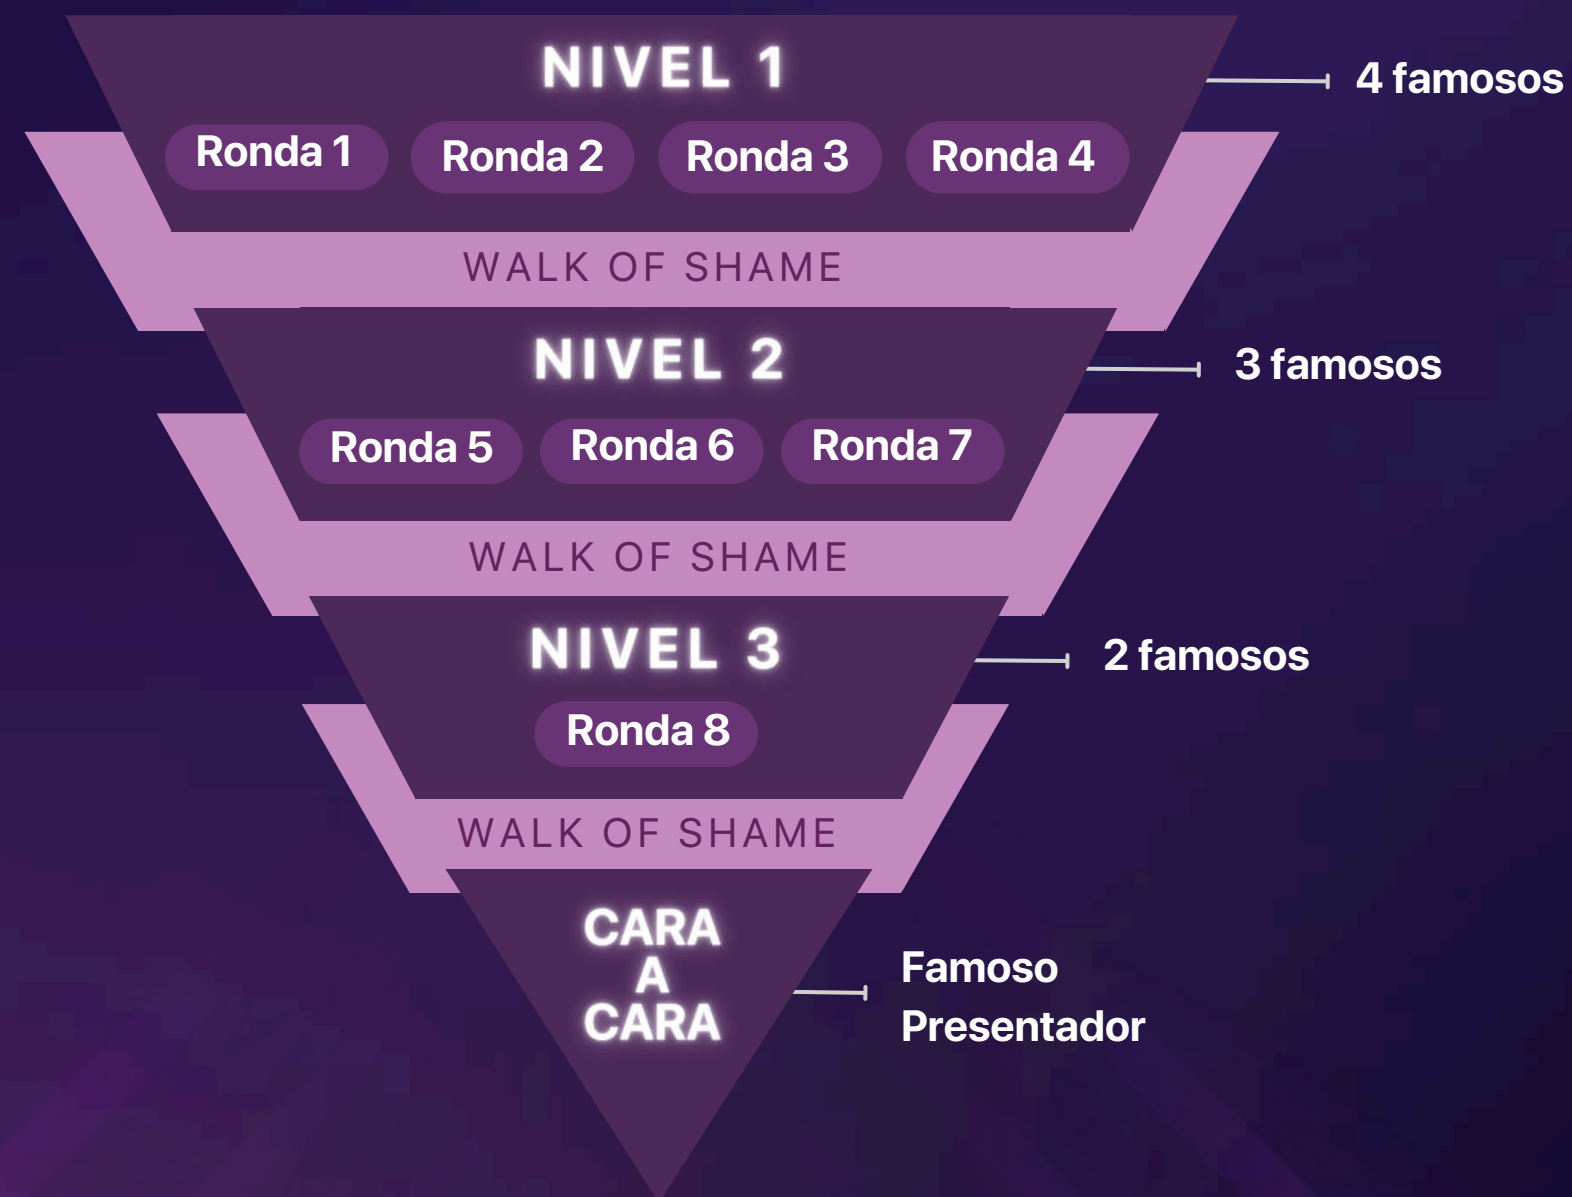 NIVEL 1
4 famosos
Ronda 1
Ronda 2
Ronda 3
Ronda 4
WALK OF SHAME
NIVEL 2
3 famosos
Ronda 5
Ronda 6
Ronda 7
WALK OF SHAME
NIVEL 3
2 famosos
Ronda 8
WALK OF SHAME
CARA
A
CARA
Famoso
Presentador